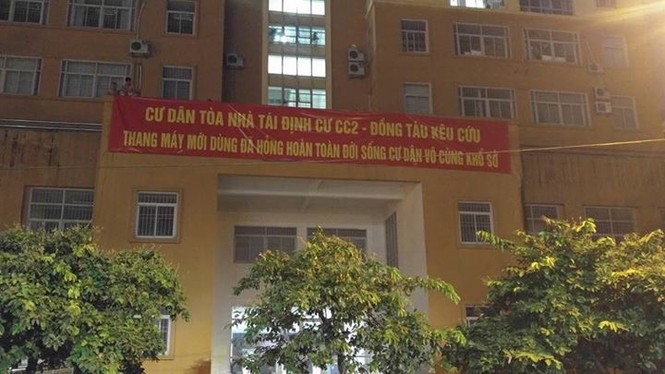 CƯ DÂN TÒA NHÀ TÁI ĐỊNH CƯ CC2 - ĐỒNG TÀU KÊU CỨU
THANG MÁY MỚI DÙNG ĐÃ HỎNG HOÀN TOÀN ĐỜI SỐNG CƯ DÂN VÔ CÙNG KHỔ SỞ